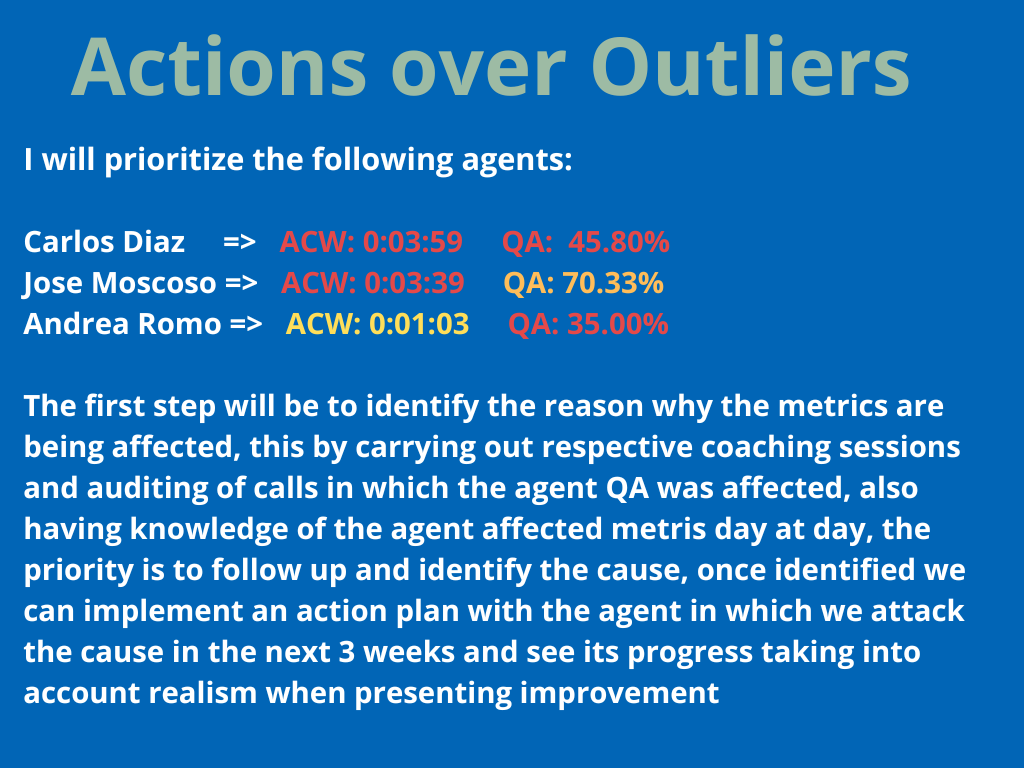 Actions over Outliers
I will prioritize the following agents:
Carlos Diaz => ACW: 0:03:59 QA: 45.80%
Jose Moscoso => ACW: 0:03:39 QA: 70.33%
Andrea Romo => ACW: 0:01:03 QA: 35.00%
The first step will be to identify the reason why the metrics are
being affected, this by carrying out respective coaching sessions
and auditing of calls in which the agent QA was affected, also
having knowledge of the agent affected metris day at day, the
priority is to follow up and identify the cause, once identified we
can implement an action plan with the agent in which we attack
the cause in the next 3 weeks and see its progress taking into
account realism when presenting improvement